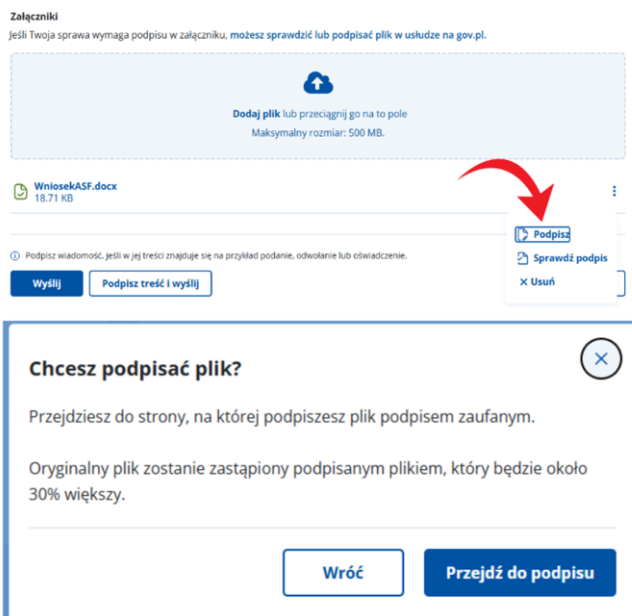 Załączniki
Jeśli Twoja sprawa wymaga podpisu w załączniku, możesz sprawdzić lub podpisać plik w usłudze na gov.pl.
Dodaj plik lub przeciągnij go na to pole
Maksymalny rozmiar: 500 MB.
WniosekASF.docx
18.71 KB
Podpisz
Sprawdź podpis
Usuń
Podpisz wiadomość, jeśli w jej treści znajduje się na przykład podanie, odwołanie lub oświadczenie.
Wyślij
Podpisz treść i wyślij
Chcesz podpisać plik?
Przejdziesz do strony, na której podpiszesz plik podpisem zaufanym.
Oryginalny plik zostanie zastąpiony podpisanym plikiem, który będzie około
30% większy.
Wróć
Przejdź do podpisu